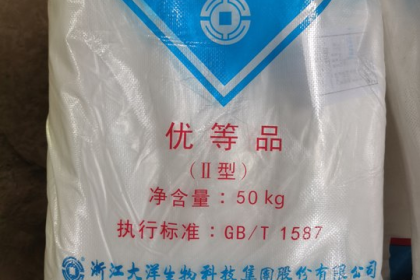 优等品
(Ⅱ型)
净含量：50kg
执行标准：GB/T 1587
浙江大洋生物科技集团股份有限公司